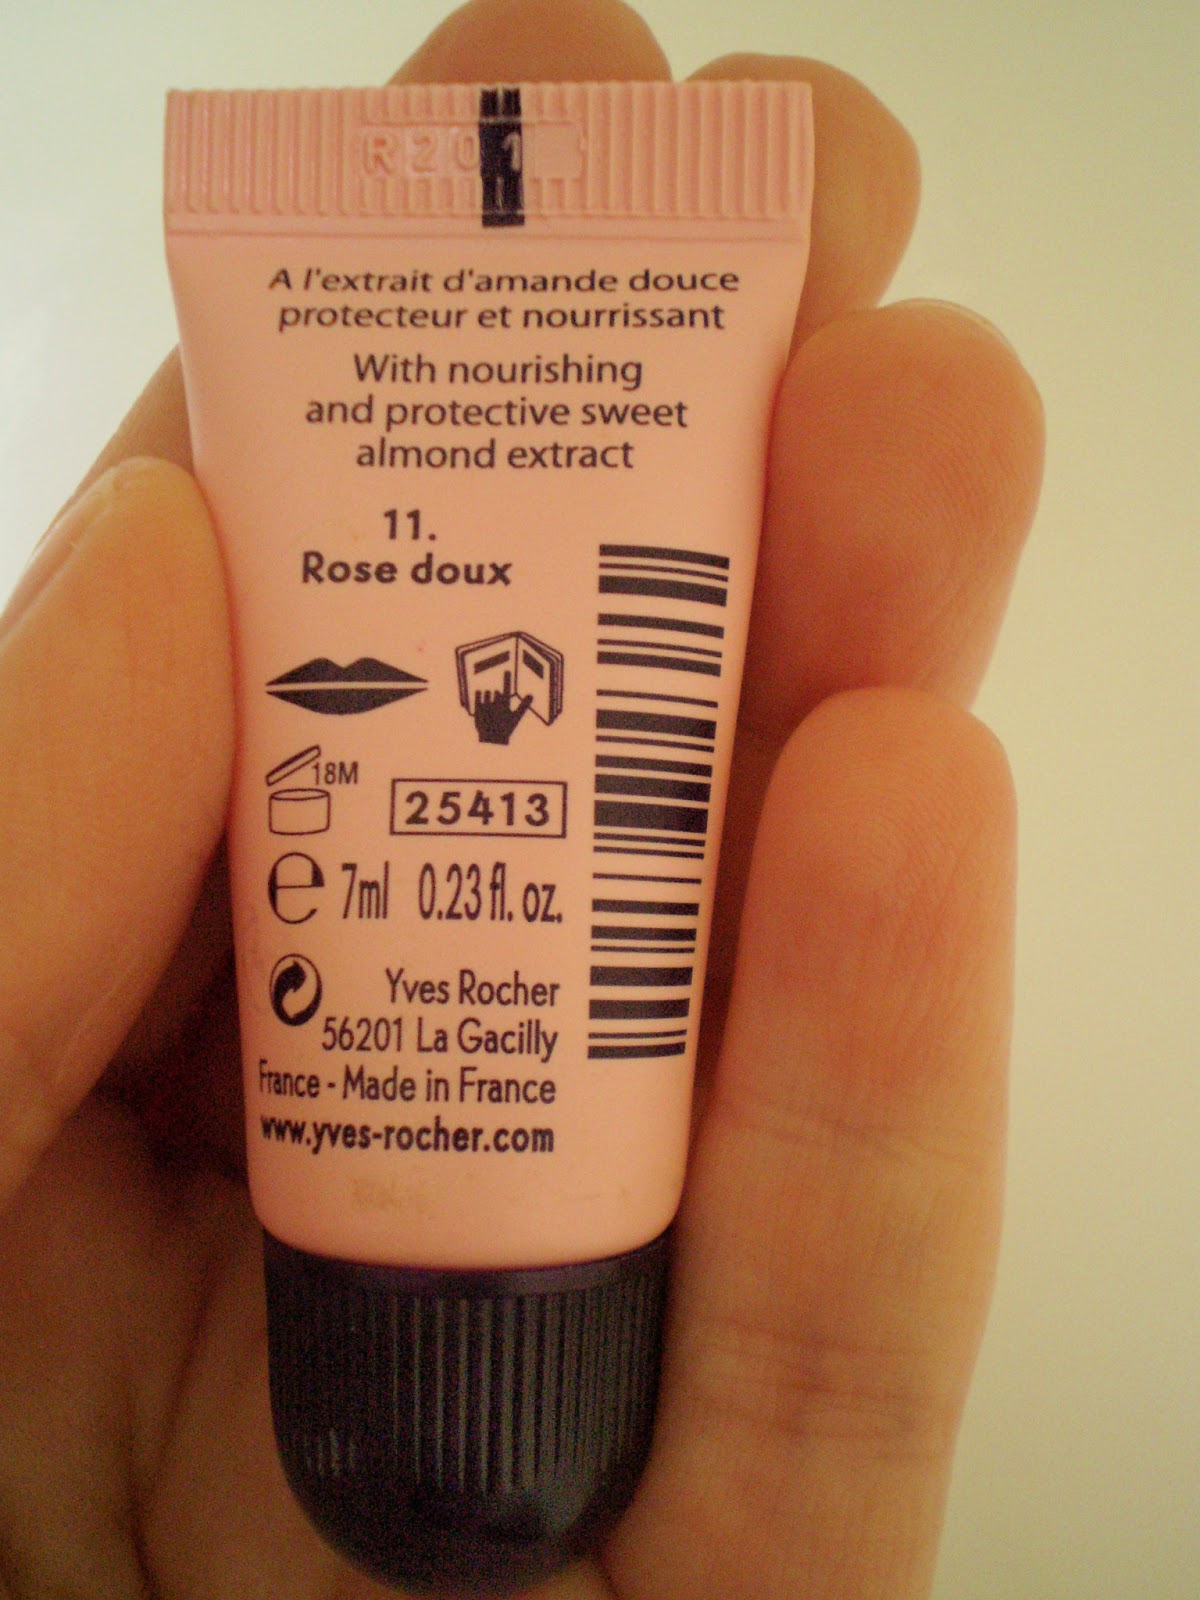 R201
A l'extrait d'amande douce
protecteur et nourrissant
With nourishing
and protective sweet
almond extract
11.
Rose doux
18M
25413
e 7ml 0.23 fl. oz.
Yves Rocher
56201 La Gacilly
France - Made in France
www.yves-rocher.com